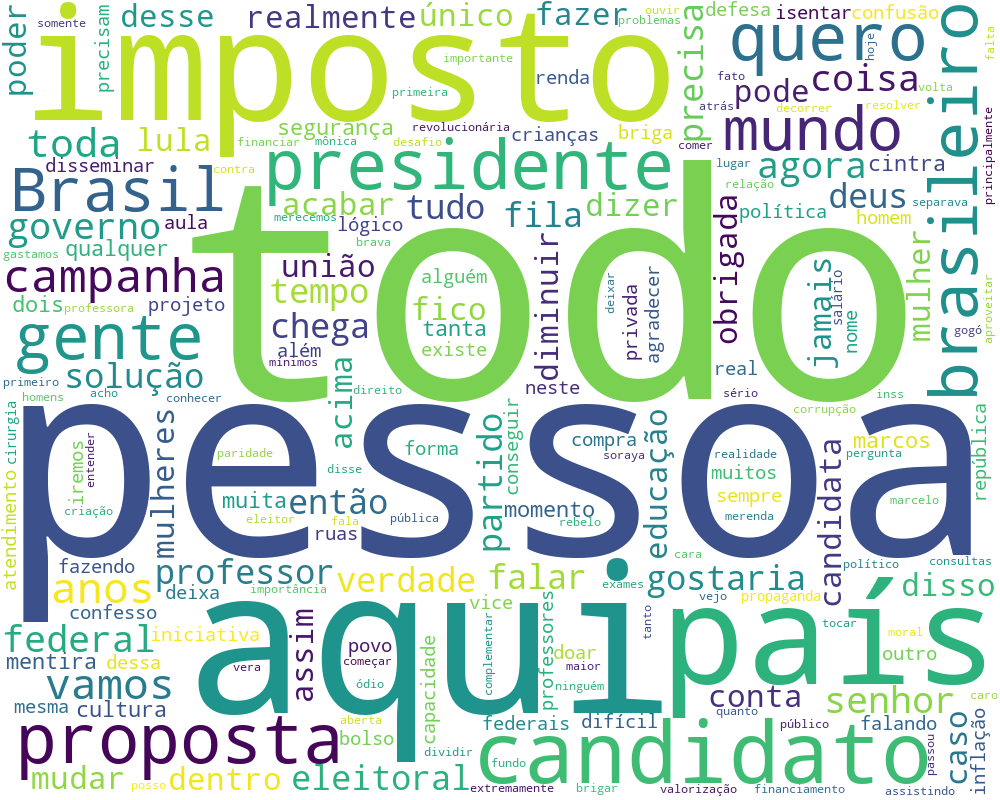 somente
poder
precisam
desse
imposto
realmente
único
fazer
ouvir
problemas
precisa
defesa
isentar
confusão
quero
hoje
brasileiro
falta
renda
importante
primeira
coisa
pode
fato
volta
atrás
decorrer
resolver
mundo
principalmente
toda
lula
segurança
revolucionária
crianças
briga
financiar
mônica
desafio
comer
disseminar
contra
presidente
lugar
agora
cintra
Brasil
aula
acabar
tudo
fila
dizer
relação
deus
separava
governo
merecemos
lógico
brava
obrigada
política
homem
qualquer
gastamos
união
todo
alguém
diminuir
deixar
privada
agradecer
jamais
salário
mulher
aproveitar
campanha
tempo
fico
tanta
existe
nome
gogó
dois
professora
projeto
chega
gente
além
mínimos
neste
real
primeiro
solução
acho
conhecer
acima
direito
sério
inss
homens
pessoa
cirurgia
mulheres
partido
conseguir
educação
corrupção
candidata
marcos
república
forma
compra
soraya
realidade
muitos
pergunta
iremos
entender
paridade
disse
sempre
marcelo
atendimento
criação
muita
eleitor
então
fala
pública
momento
rebelo
merenda
ruas
fazendo
professor
deixa
importância
verdade
falar
exames
gostaria
cara
vejo
propaganda
político
consultas
disso
anos
confesso
vice
professores
tanto
país
federal
iniciativa
assim
povo
começar
aqui
capacidade
complementar
doar
maior
ninguém
tocar
moral
outro
mentira
dessa
vera
ódio
vamos
mesma
cultura
conta
quanto
senhor
caro
proposta
aberta
bolso
dividir
federais
difícil
candidato
público
falando
passou
caso
inflação
mudar
posso
dentro
eleitoral
fundo
extremamente
brigar
valorização
financiamento
assistindo